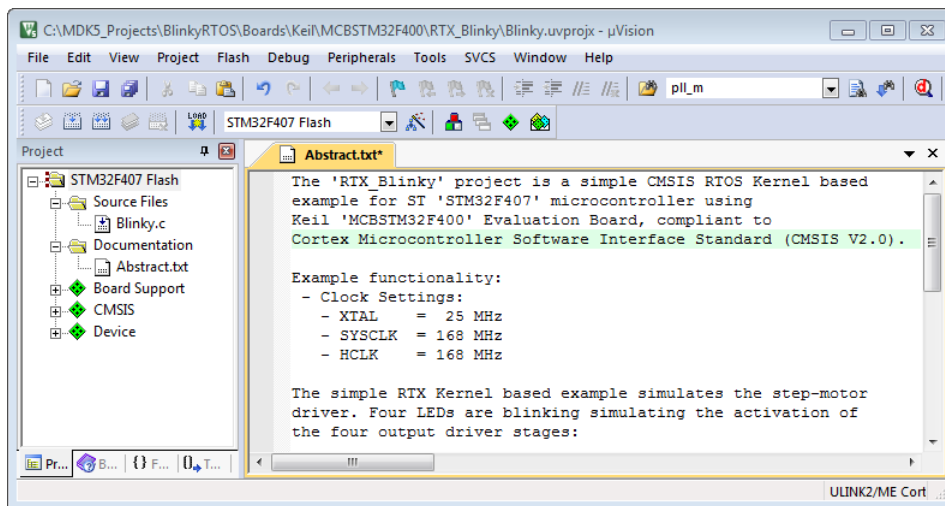 C:\MDK5_Projects\BlinkyRTOS\Boards\Keil\MCBSTM32F400\RTX_Blinky\Blinky.uvprojx - µVision
File Edit View Project Flash Debug Peripherals Tools SVCS Window Help
pll_m
LOAD STM32F407 Flash
Project
Abstract.txt*
STM32F407 Flash
Source Files
Blinky.c
Documentation
Abstract.txt
Board Support
CMSIS
Device
The 'RTX_Blinky' project is a simple CMSIS RTOS Kernel based
example for ST 'STM32F407' microcontroller using
Keil 'MCBSTM32F400' Evaluation Board, compliant to
Cortex Microcontroller Software Interface Standard (CMSIS V2.0).
Example functionality:
- Clock Settings:
- XTAL = 25 MHz
- SYSCLK = 168 MHz
- HCLK = 168 MHz
The simple RTX Kernel based example simulates the step-motor
driver. Four LEDs are blinking simulating the activation of
the four output driver stages:
Pr... B... {} F... 0 T...
ULINK2/ME Cort